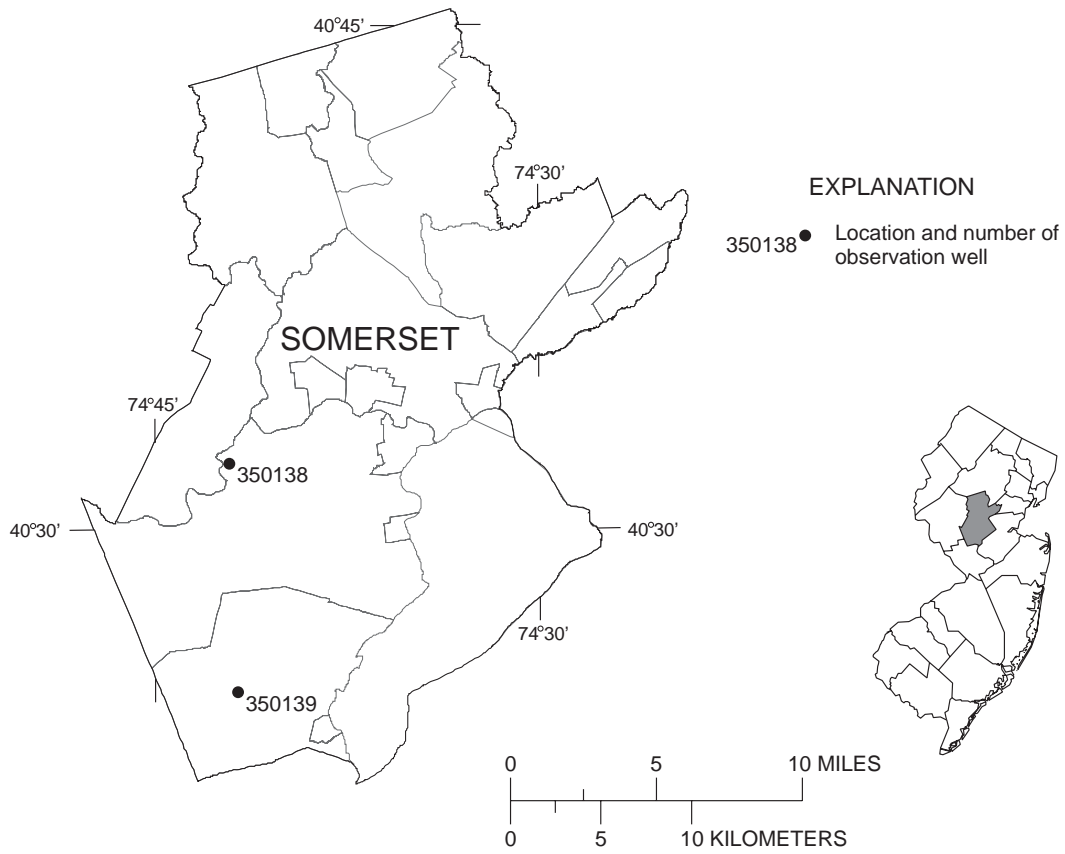 40°45'
74°30'
EXPLANATION
350138
Location and number of
observation well
SOMERSET
74°45'
350138
40°30'
40°30'
74°30'
350139
0 5 10 MILES
0 5 10 KILOMETERS